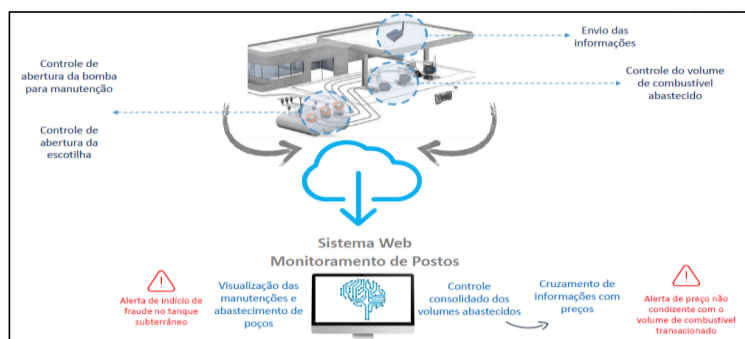 Controle de
abertura da bomba
para manutenção
Controle de
abertura da
escotilha
Envio das
informações
Controle do volume
de combustível
abastecido
Sistema Web
Monitoramento de Postos
Alerta de indício de
fraude no tanque
subterrâneo
Visualização das
manutenções e
abastecimento de
poços
Controle
consolidado dos
volumes abastecidos
Cruzamento de
informações com
preços
Alerta de preço não
condizente com o
volume de combustível
transacionado